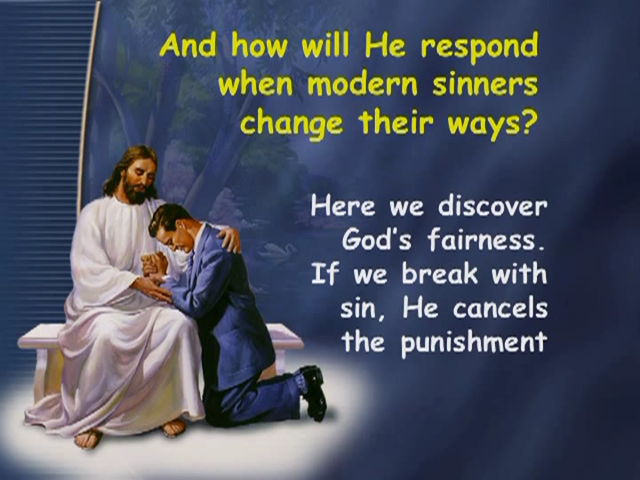 And how will He respond
when modern sinners
change their ways?
Here we discover
God's fairness.
If we break with
sin, He cancels
the punishment